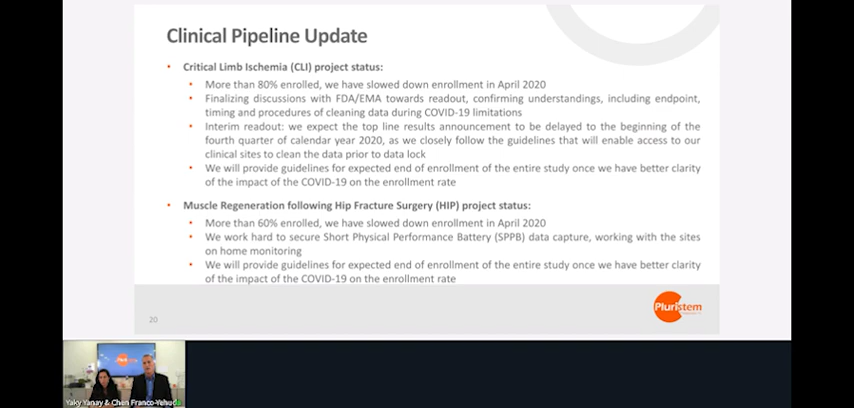 Clinical Pipeline Update
• Critical Limb Ischemia (CLI) project status:
• More than 80% enrolled, we have slowed down enrollment in April 2020
• Finalizing discussions with FDA/EMA towards readout, confirming understandings, including endpoint,
timing and procedures of cleaning data during COVID-19 limitations
• Interim readout: we expect the top line results announcement to be delayed to the beginning of the
fourth quarter of calendar year 2020, as we closely follow the guidelines that will enable access to our
clinical sites to clean the data prior to data lock
• We will provide guidelines for expected end of enrollment of the entire study once we have better clarity
of the impact of the COVID-19 on the enrollment rate
• Muscle Regeneration following Hip Fracture Surgery (HIP) project status:
• More than 60% enrolled, we have slowed down enrollment in April 2020
• We work hard to secure Short Physical Performance Battery (SPPB) data capture, working with the sites
on home monitoring
• We will provide guidelines for expected end of enrollment of the entire study once we have better clarity
of the impact of the COVID-19 on the enrollment rate
20
Pluristem
Yaky Yanay & Chen Franco-Yehuda